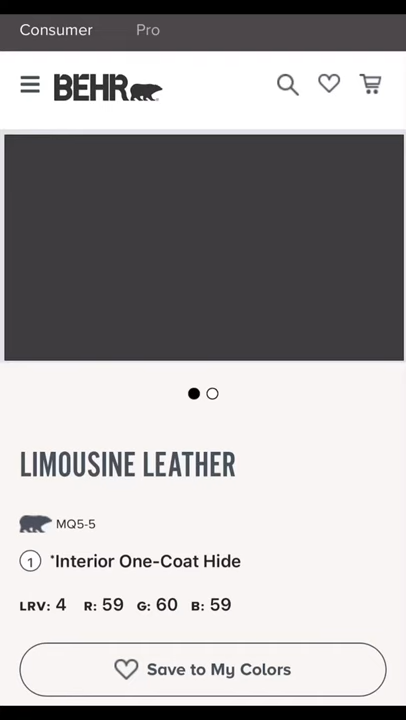 Consumer Pro
BEHR
LIMOUSINE LEATHER
MQ5-5
1 *Interior One-Coat Hide
LRV: 4 R: 59 G: 60 B: 59
Save to My Colors